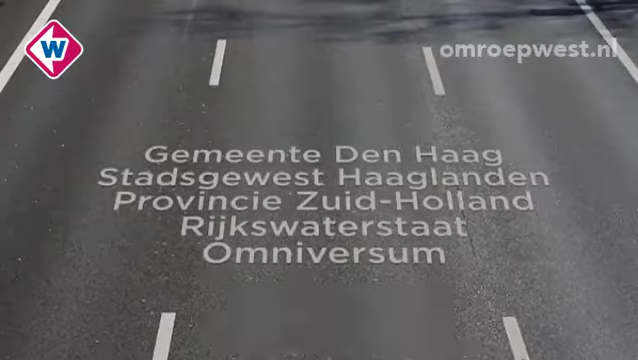 W
omroepwest.nl
Gemeente Den Haag
Stadsgewest Haaglanden
Provincie Zuid-Holland
Rijkswaterstaat
Omniversum